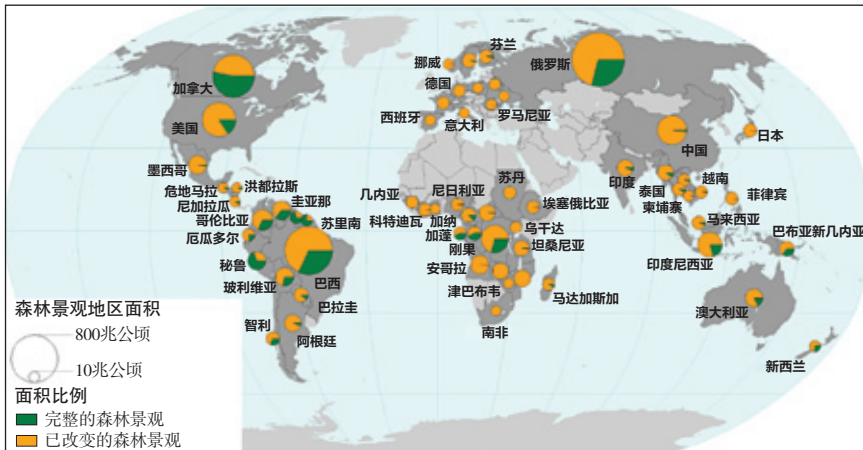 芬兰
挪威
俄罗斯
加拿大
德国
美国
西班牙
意大利
罗马尼亚
中国
日本
墨西哥
苏丹
印度
越南
危地马拉
洪都拉斯
几内亚
尼日利亚
埃塞俄比亚
泰国
菲律宾
尼加拉瓜
圭亚那
哥伦比亚
苏里南
科特迪瓦
加纳
乌干达
柬埔寨
马来西亚
厄瓜多尔
加蓬
刚果
坦桑尼亚
巴布亚新几内亚
秘鲁
安哥拉
印度尼西亚
玻利维亚
巴西
津巴布韦
马达加斯加
森林景观地区面积
巴拉圭
澳大利亚
800兆公顷
智利
南非
阿根廷
10兆公顷
新西兰
面积比例
完整的森林景观
已改变的森林景观